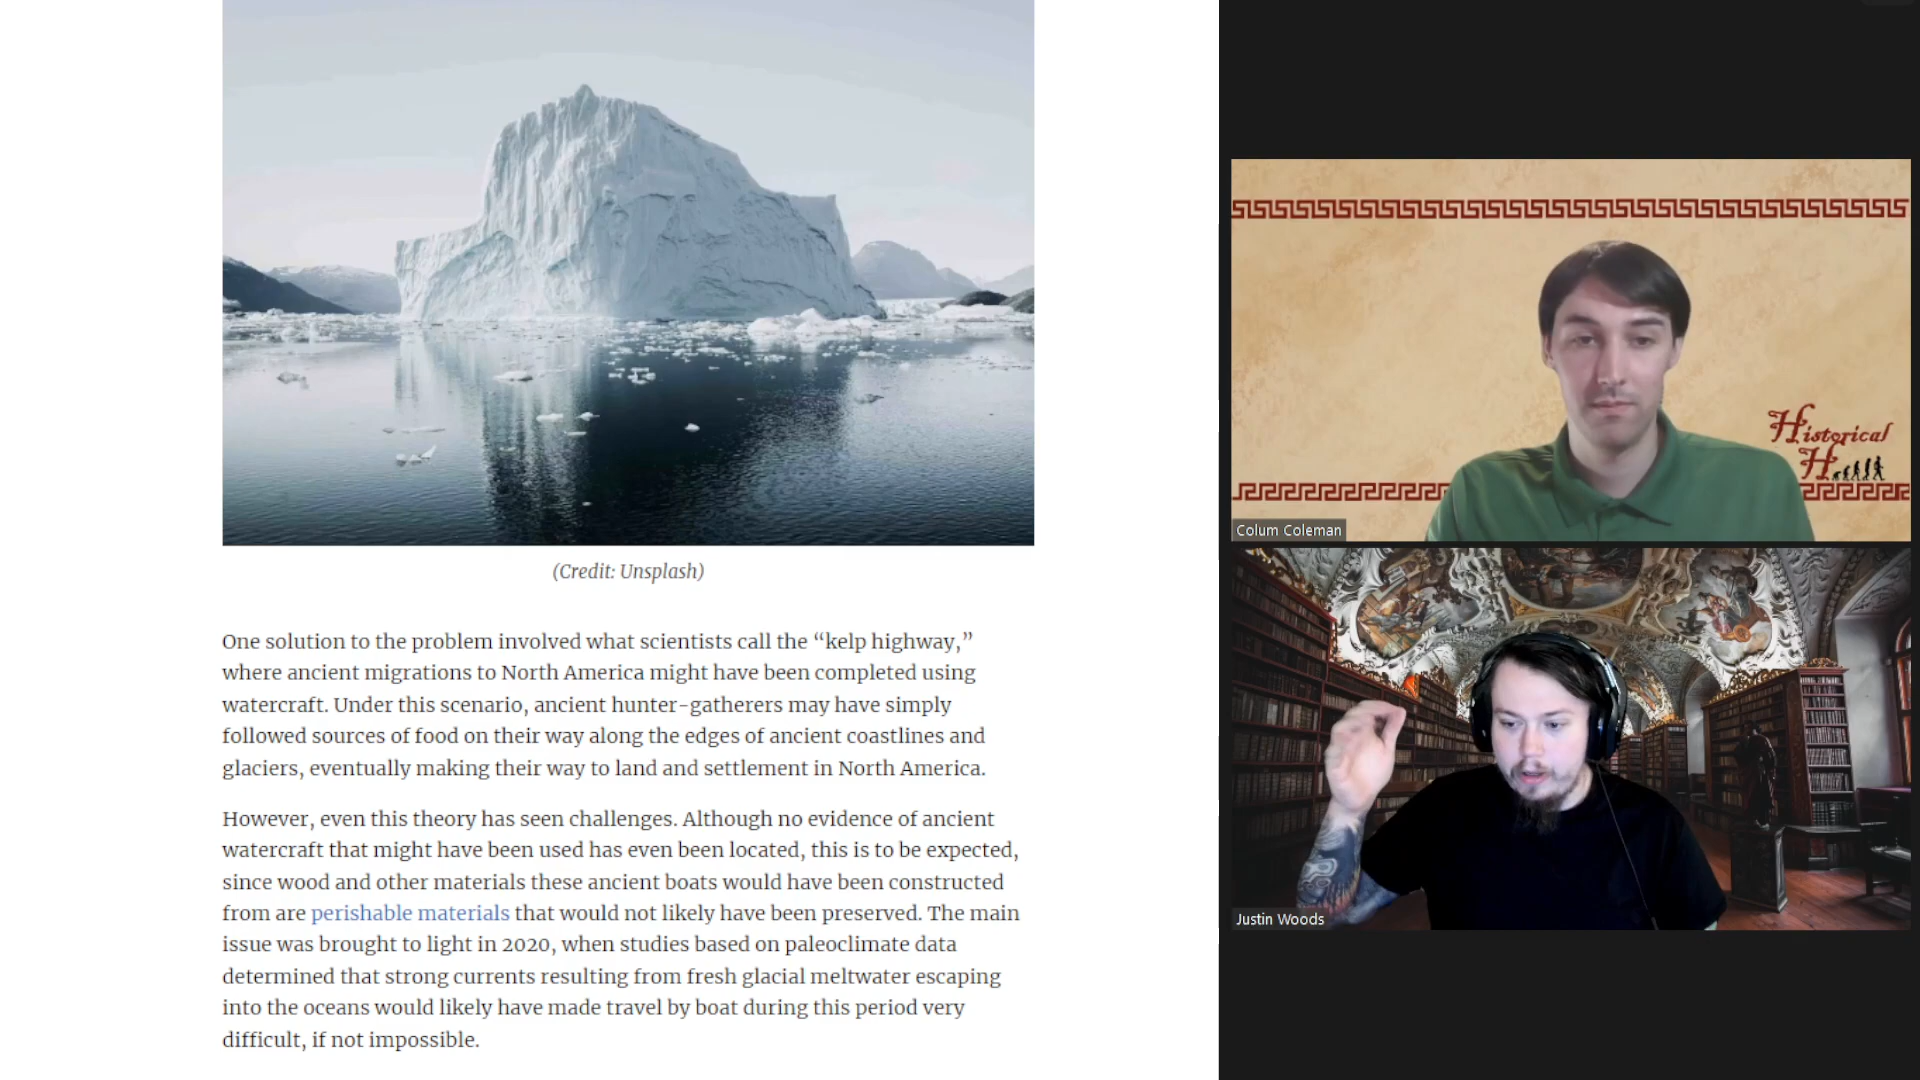 (Credit: Unsplash)
One solution to the problem involved what scientists call the “kelp highway,”
where ancient migrations to North America might have been completed using
watercraft. Under this scenario, ancient hunter-gatherers may have simply
followed sources of food on their way along the edges of ancient coastlines and
glaciers, eventually making their way to land and settlement in North America.
However, even this theory has seen challenges. Although no evidence of ancient
watercraft that might have been used has even been located, this is to be expected,
since wood and other materials these ancient boats would have been constructed
from are perishable materials that would not likely have been preserved. The main
issue was brought to light in 2020, when studies based on paleoclimate data
determined that strong currents resulting from fresh glacial meltwater escaping
into the oceans would likely have made travel by boat during this period very
difficult, if not impossible.
Historical
H
Colum Coleman
Justin Woods